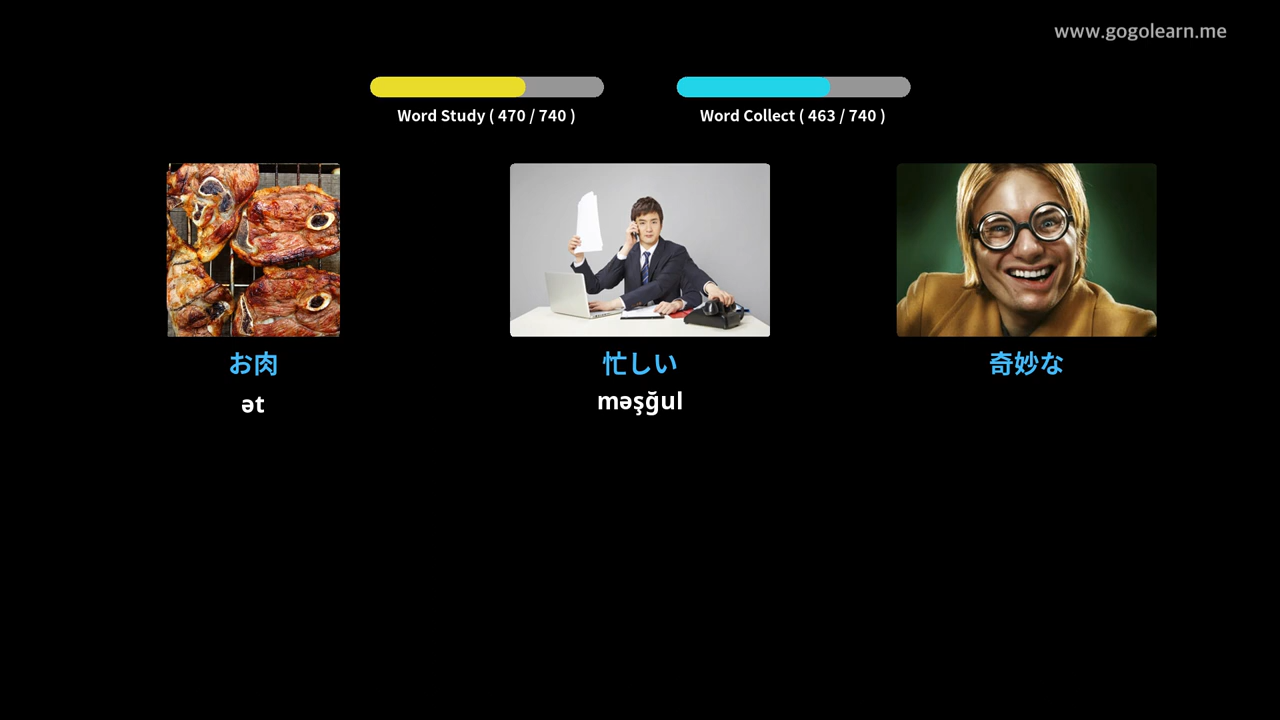 www.gogolearn.me
Word Study ( 470 / 740 )
Word Collect ( 463 / 740 )
お肉
忙しい
奇妙な
ət
məşğul